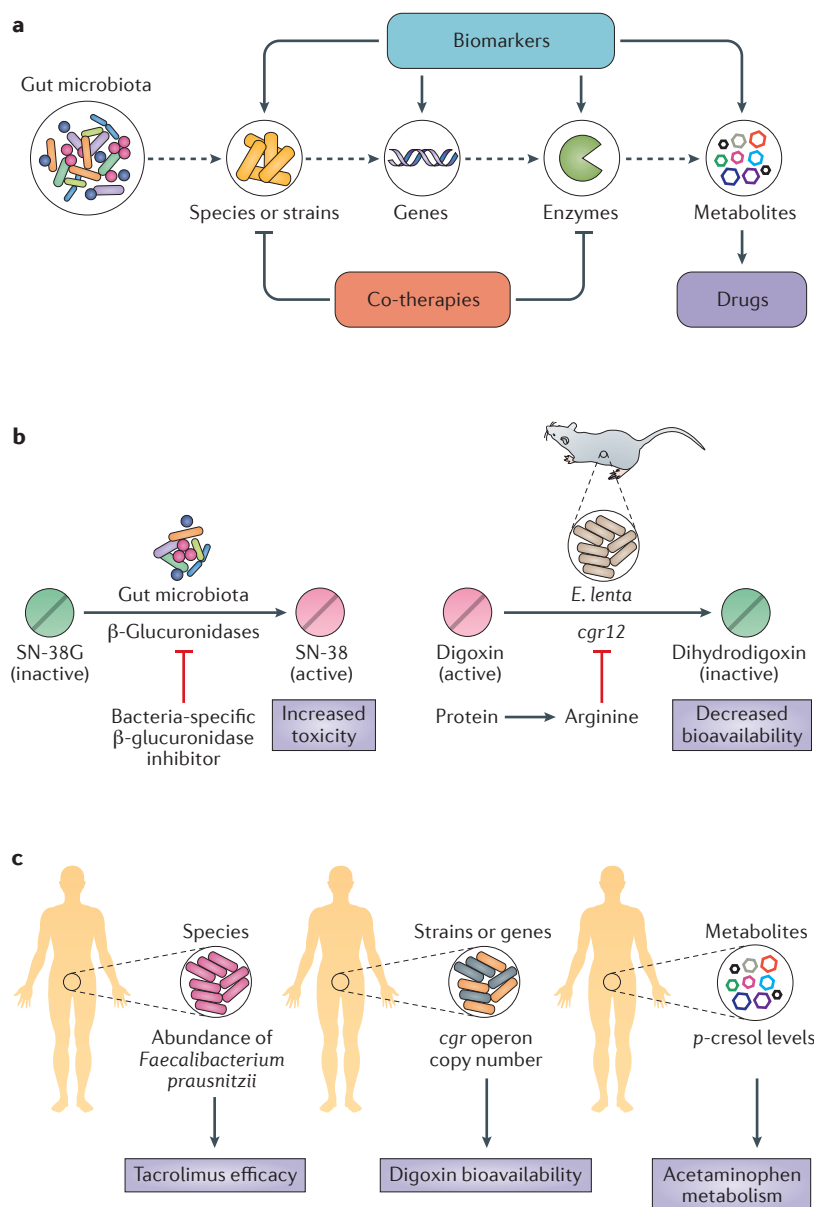 a
Biomarkers
Gut microbiota
Species or strains
Genes
Enzymes
Metabolites
Co-therapies
Drugs
b
Gut microbiota
β-Glucuronidases
SN-38G
(inactive)
SN-38
(active)
Bacteria-specific
β-glucuronidase
inhibitor
Increased
toxicity
E. lenta
cgr12
Digoxin
(active)
Dihydrodigoxin
(inactive)
Protein
Arginine
Decreased
bioavailability
c
Species
Abundance of
Faecalibacterium
prausnitzii
Tacrolimus efficacy
Strains or genes
cgr operon
copy number
Digoxin bioavailability
Metabolites
p-cresol levels
Acetaminophen
metabolism